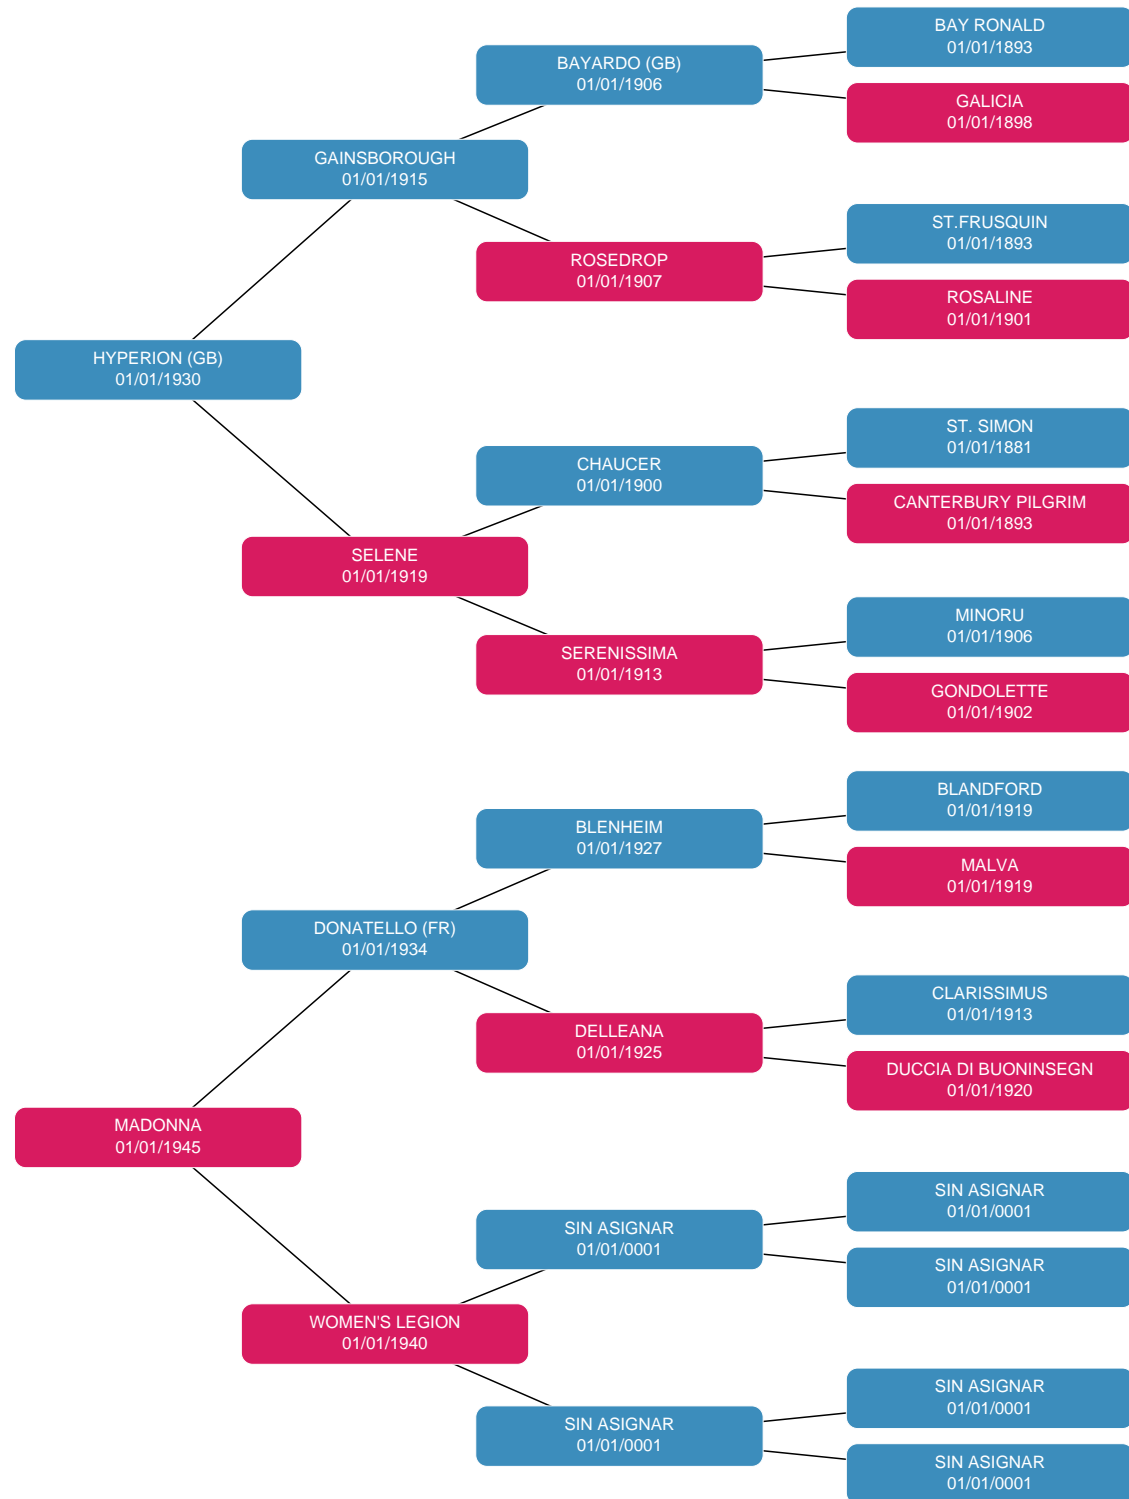 BAY RONALD
01/01/1893
BAYARDO (GB)
01/01/1906
GALICIA
01/01/1898
GAINSBOROUGH
01/01/1915
ST.FRUSQUIN
01/01/1893
ROSEDROP
01/01/1907
ROSALINE
01/01/1901
HYPERION (GB)
01/01/1930
ST. SIMON
01/01/1881
CHAUCER
01/01/1900
CANTERBURY PILGRIM
01/01/1893
SELENE
01/01/1919
MINORU
01/01/1906
SERENISSIMA
01/01/1913
GONDOLETTE
01/01/1902
BLANDFORD
01/01/1919
BLENHEIM
01/01/1927
MALVA
01/01/1919
DONATELLO (FR)
01/01/1934
CLARISSIMUS
01/01/1913
DELLEANA
01/01/1925
DUCCIA DI BUONINSEGN
01/01/1920
MADONNA
01/01/1945
SIN ASIGNAR
01/01/0001
SIN ASIGNAR
01/01/0001
SIN ASIGNAR
01/01/0001
WOMEN'S LEGION
01/01/1940
SIN ASIGNAR
01/01/0001
SIN ASIGNAR
01/01/0001
SIN ASIGNAR
01/01/0001